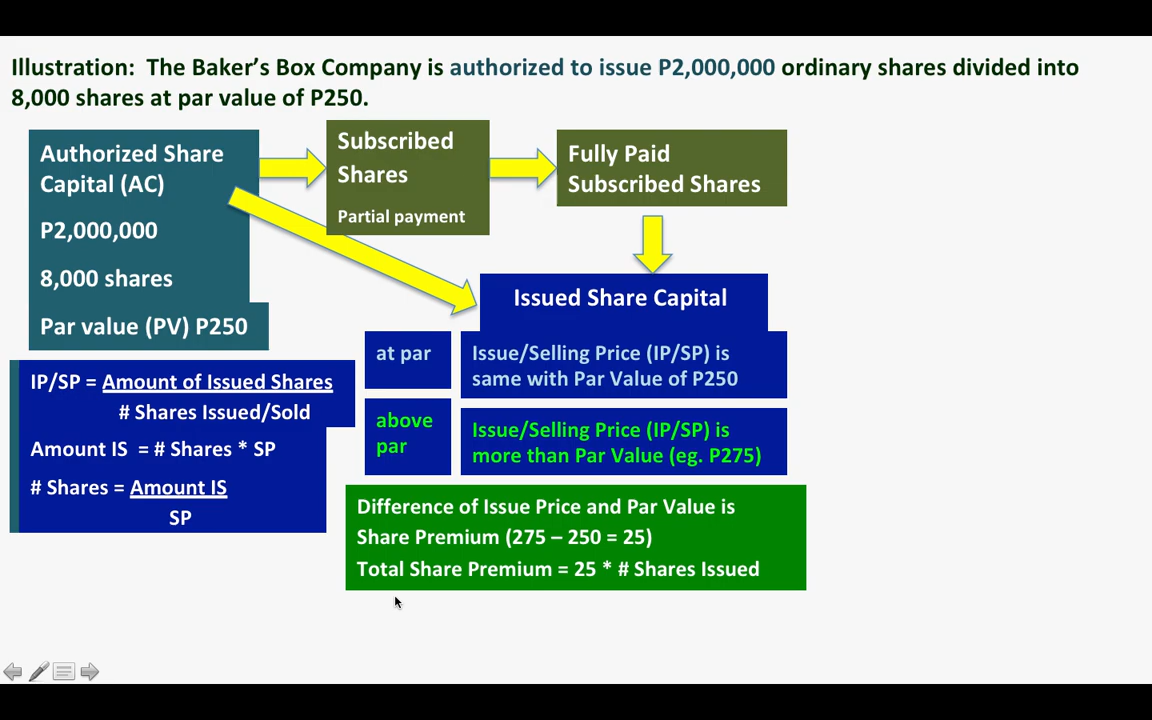 Illustration:  The Baker’s Box Company is authorized to issue P2,000,000 ordinary shares divided into
8,000 shares at par value of P250.
Authorized Share
Capital (AC)
P2,000,000
8,000 shares
Par value (PV) P250
Subscribed
Shares
Partial payment
Fully Paid
Subscribed Shares
Issued Share Capital
at par
Issue/Selling Price (IP/SP) is
same with Par Value of P250
above
par
Issue/Selling Price (IP/SP) is
more than Par Value (eg. P275)
IP/SP = Amount of Issued Shares
# Shares Issued/Sold
Amount IS  = # Shares * SP
# Shares = Amount IS
SP
Difference of Issue Price and Par Value is
Share Premium (275 – 250 = 25)
Total Share Premium = 25 * # Shares Issued